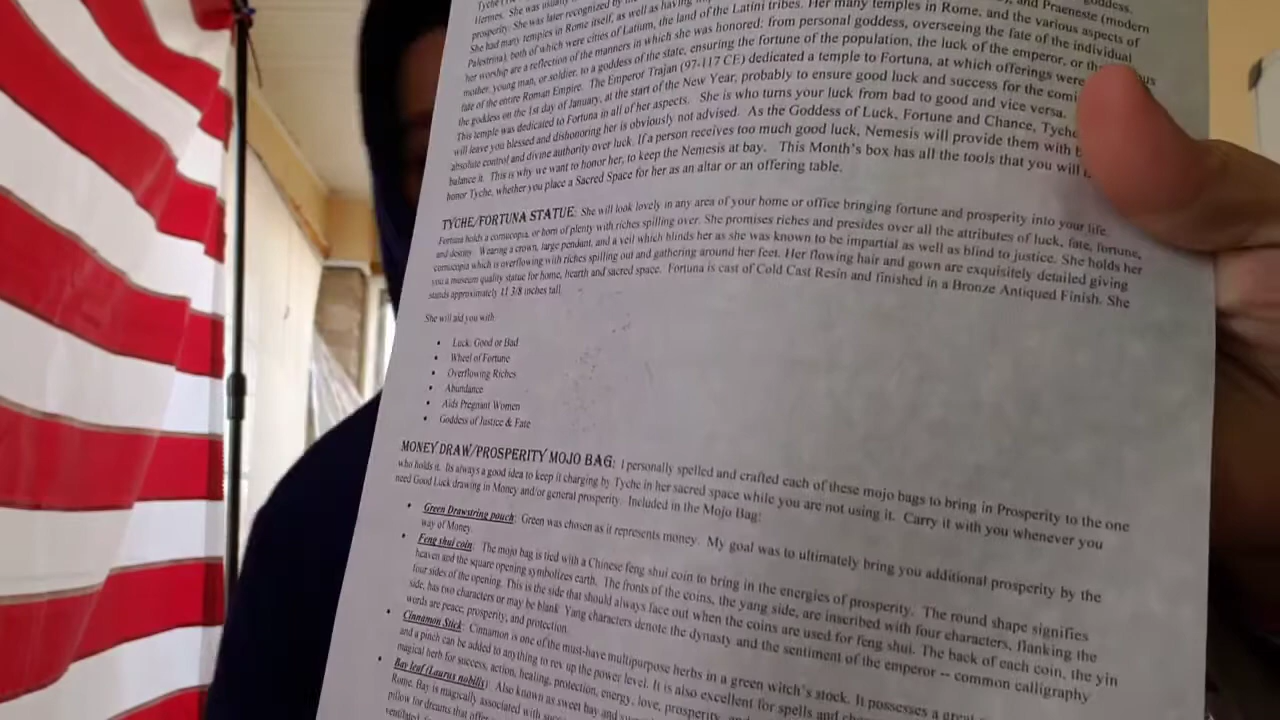 goddess.
Hermes. She was usually and Praeneste (modern
prosperity. She was later recognized by and the various aspects of
She had many temples in Rome itself, as well as having
Palestrina), both of which were cities of Latium, the land of the Latini tribes. Her many temples in Rome,
her worship are a reflection of the manners in which she was honored: from personal goddess, overseeing the fate of the individual
mother, young man, or soldier, to a goddess of the state, ensuring the fortune of the population, the luck of the emperor, or the
fate of the entire Roman Empire. The Emperor Trajan (97-117 CE) dedicated a temple to Fortuna, at which offerings were
the goddess on the 1st day of January, at the start of the New Year, probably to ensure good luck and success for the
This temple was dedicated to Fortuna in all of her aspects. She is who turns your luck from bad to good and vice versa.
will leave you blessed and dishonoring her is obviously not advised. As the Goddess of Luck, Fortune and Chance, Tyche
absolute control and divine authority over luck. If a person receives too much good luck, Nemesis will provide them with
balance it. This is why we want to honor her, to keep the Nemesis at bay. This Month's box has all the tools that you will
honor Tyche, whether you place a Sacred Space for her as an altar or an offering table.
TYCHE/FORTUNA STATUE: She will look lovely in any area of your home or office bringing fortune and prosperity into your life.
Fortuna holds a cornucopia, or horn of plenty with riches spilling over. She promises riches and presides over all the attributes of luck, fate, fortune,
and destiny. Wearing a crown, large pendant, and a veil which blinds her as she was known to be impartial as well as blind to justice. She holds her
cornucopia which is overflowing with riches spilling out and gathering around her feet. Her flowing hair and gown are exquisitely detailed giving
you a museum quality statue for home, hearth and sacred space. Fortuna is cast of Cold Cast Resin and finished in a Bronze Antiqued Finish. She
stands approximately 11 3/8 inches tall.
She will aid you with:
• Luck: Good or Bad
• Wheel of Fortune
• Overflowing Riches
• Abundance
• Aids Pregnant Women
• Goddess of Justice & Fate
MONEY DRAW/PROSPERITY MOJO BAG: I personally spelled and crafted each of these mojo bags to bring in Prosperity to the one
who holds it. Its always a good idea to keep it charging by Tyche in her sacred space while you are not using it. Carry it with you whenever you
need Good Luck drawing in Money and/or general prosperity. Included in the Mojo Bag:
• Green Drawstring pouch: Green was chosen as it represents money. My goal was to ultimately bring you additional prosperity by the
way of Money.
• Feng shui coin: The mojo bag is tied with a Chinese feng shui coin to bring in the energies of prosperity. The round shape signifies
heaven and the square opening symbolizes earth. The fronts of the coins, the yang side, are inscribed with four characters, flanking the
four sides of the opening. This is the side that should always face out when the coins are used for feng shui. The back of each coin, the yin
side, has two characters or may be blank. Yang characters denote the dynasty and the sentiment of the emperor -- common calligraphy
words are peace, prosperity, and protection.
• Cinnamon Stick: Cinnamon is one of the must-have multipurpose herbs in a green witch's stock. It possesses a great
and a pinch can be added to anything to rev up the power level. It is also excellent for spells and
magical herb for success, action, healing, protection, energy, love, prosperity,
• Bay leaf (Laurus nobilis): Also known as sweet bay and
Rome. Bay is magically associated with
pillow for dreams that